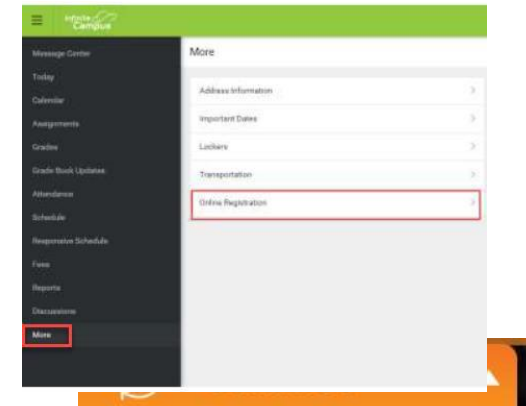 Infinite
Campus
Message Center
Today
Calendar
Assignments
Grades
Grade Book Updates
Attendance
Schedule
Responsive Schedule
Fees
Reports
Discussions
More
More
Address Information
Important Dates
Lockers
Transportation
Online Registration